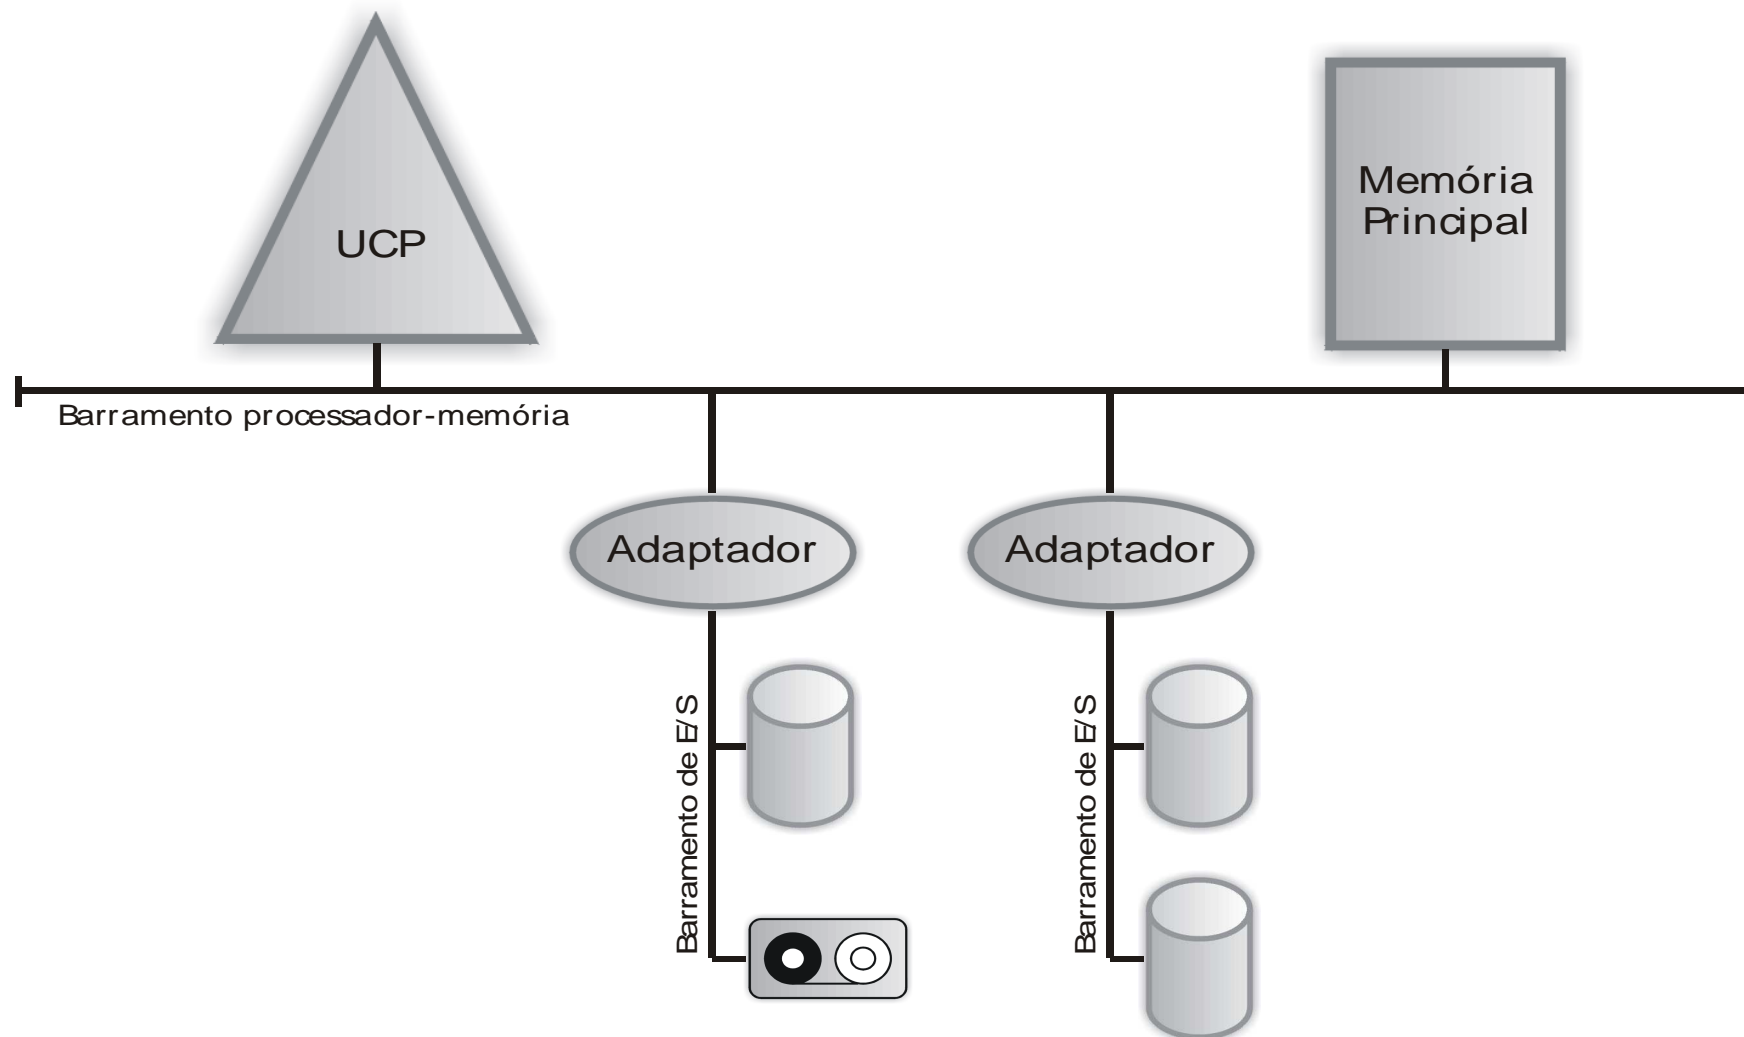 UCP
Memória
Principal
Barramento processador-memória
Adaptador
Adaptador
Barramento de E/S
Barramento de E/S